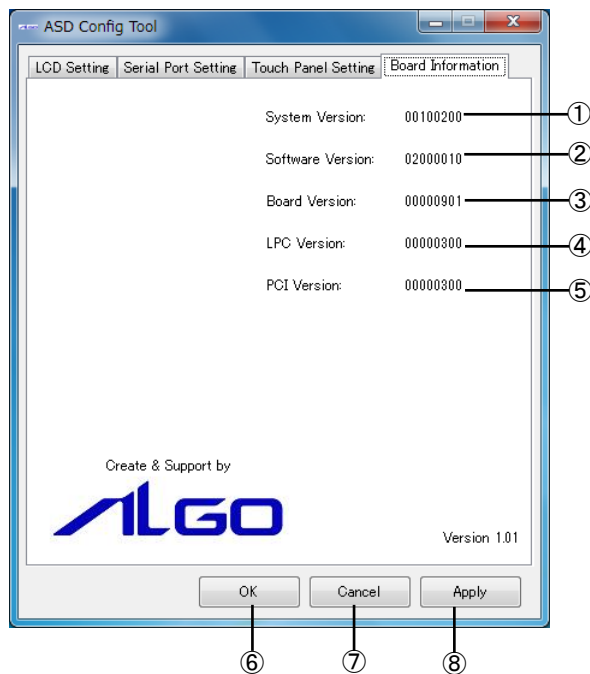 ASD Config Tool
LCD Setting Serial Port Setting Touch Panel Setting Board Information
System Version: 00100200 ①
Software Version: 02000010 ②
Board Version: 00000901 ③
LPC Version: 00000300 ④
PCI Version: 00000300 ⑤
Create & Support by
ALGO
Version 1.01
OK Cancel Apply
⑥ ⑦ ⑧